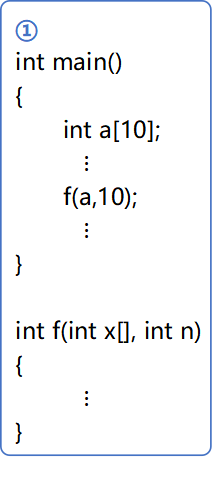 ①
int main()
{
int a[10];
⋮
f(a,10);
⋮
}
int f(int x[], int n)
{
⋮
}